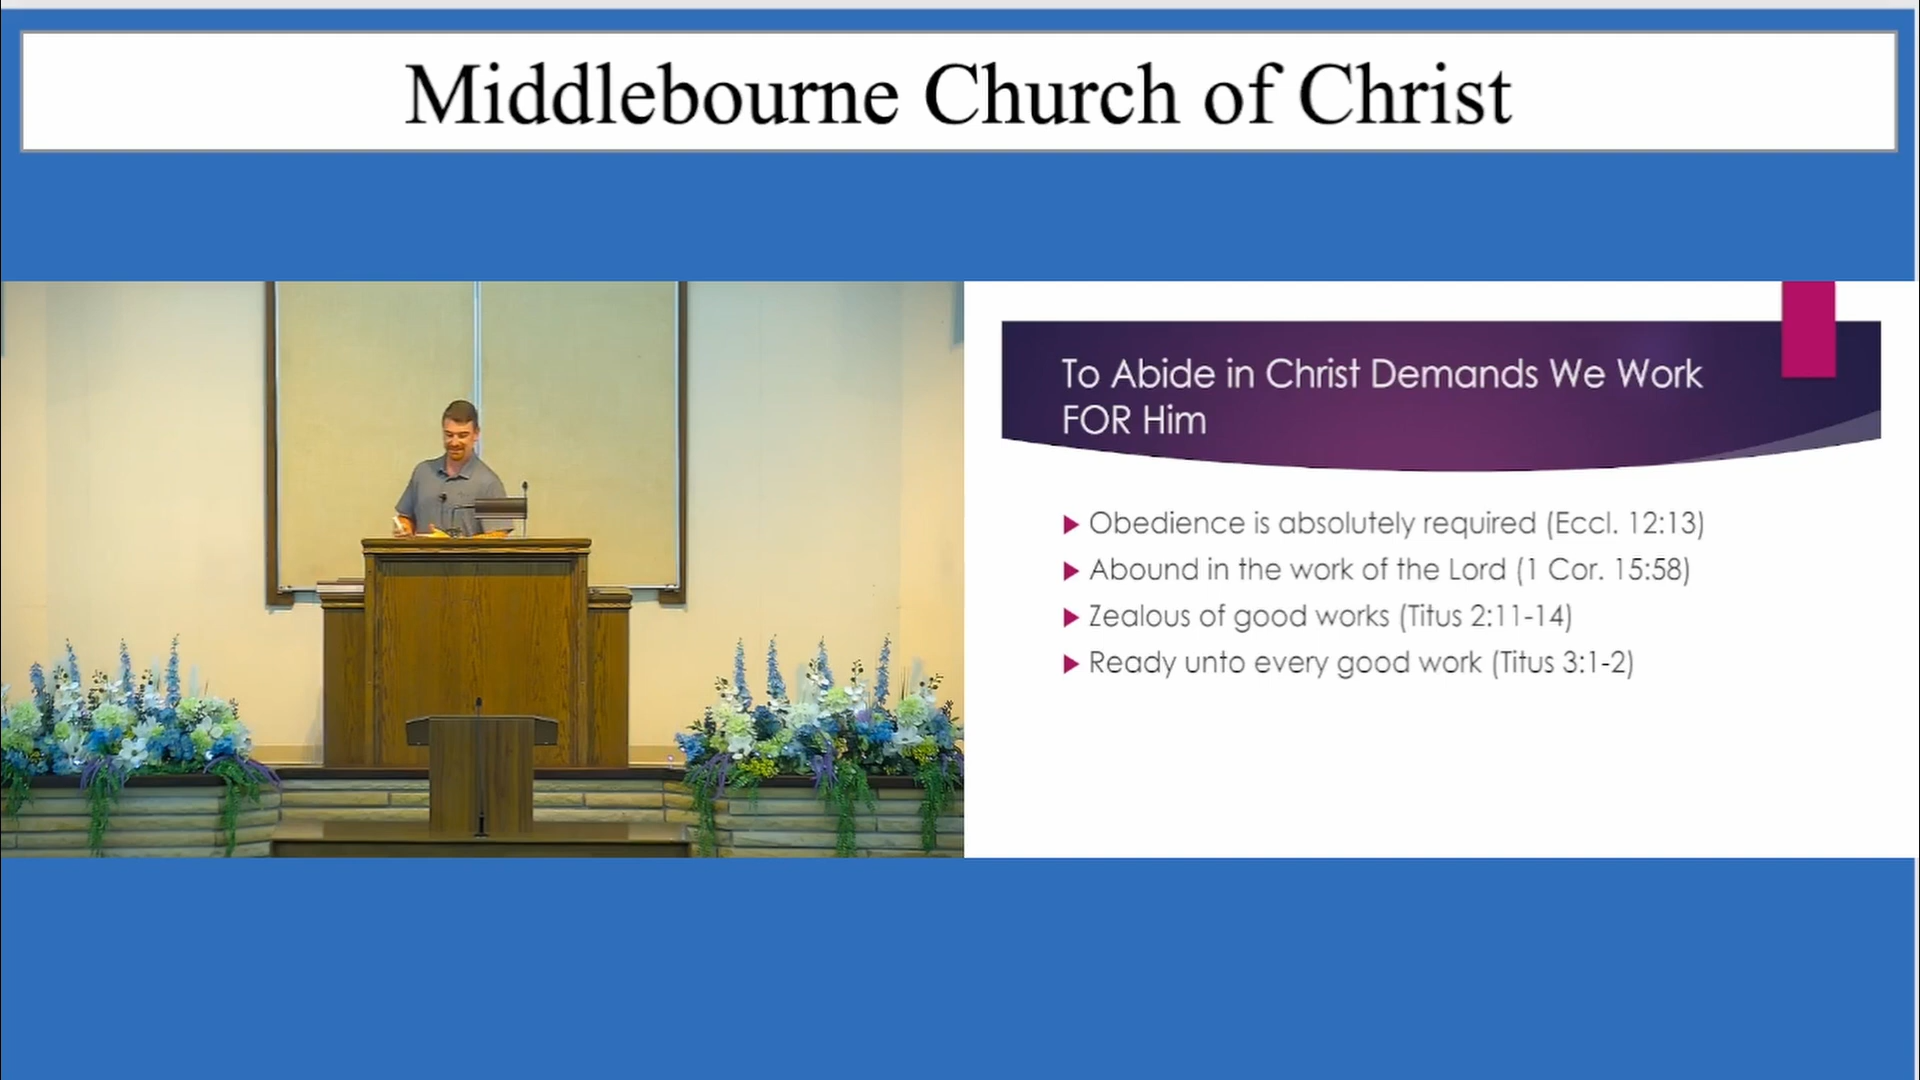 Middlebourne Church of Christ
To Abide in Christ Demands We Work
FOR Him
Obedience is absolutely required (Eccl. 12:13)
Abound in the work of the Lord (1 Cor. 15:58)
Zealous of good works (Titus 2:11-14)
Ready unto every good work (Titus 3:1-2)